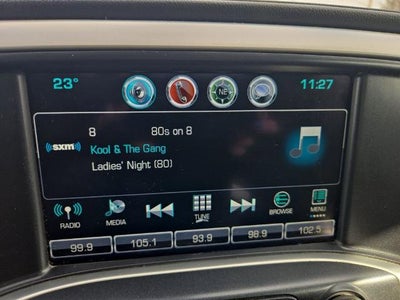 23° 11:27
NE
8 80s on 8
((sxm)) Kool & The Gang
Ladies' Night (80)
RADIO MEDIA TUNE BROWSE MENU
99.9 105.1 93.9 98.9 102.5